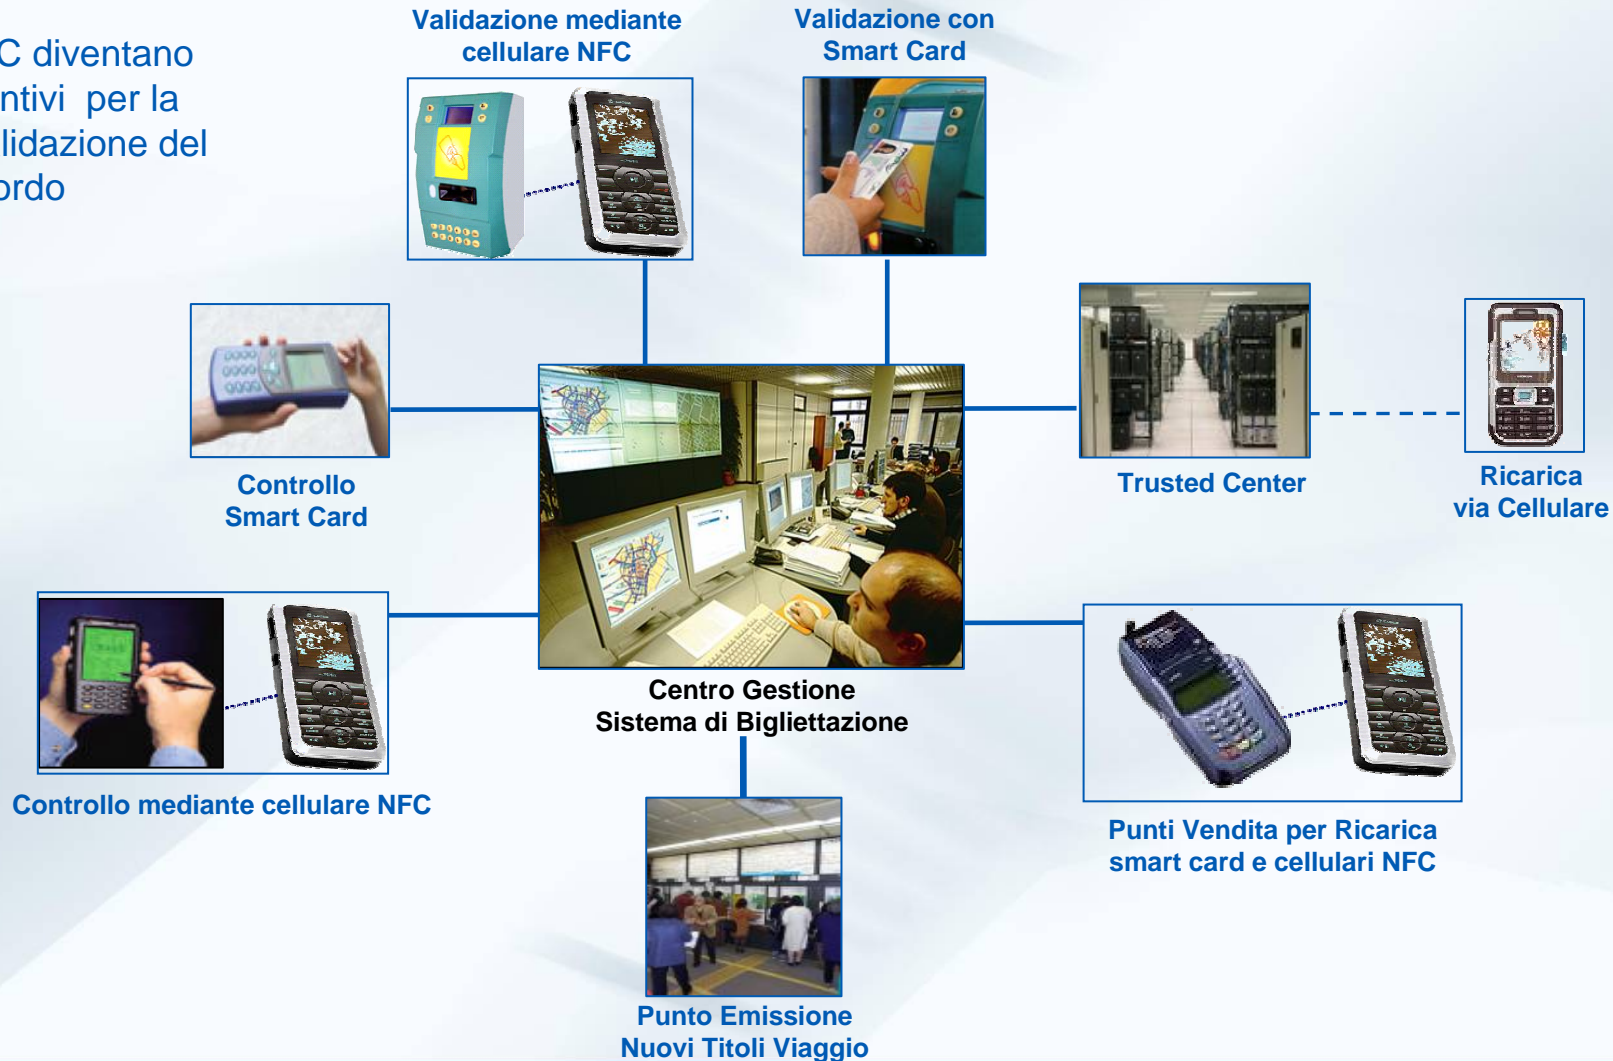 C diventano
ntivi per la
lidazione del
ordo
Validazione mediante
cellulare NFC
Validazione con
Smart Card
Controllo
Smart Card
Trusted Center
Ricarica
via Cellulare
Centro Gestione
Sistema di Bigliettazione
Controllo mediante cellulare NFC
Punti Vendita per Ricarica
smart card e cellulari NFC
Punto Emissione
Nuovi Titoli Viaggio